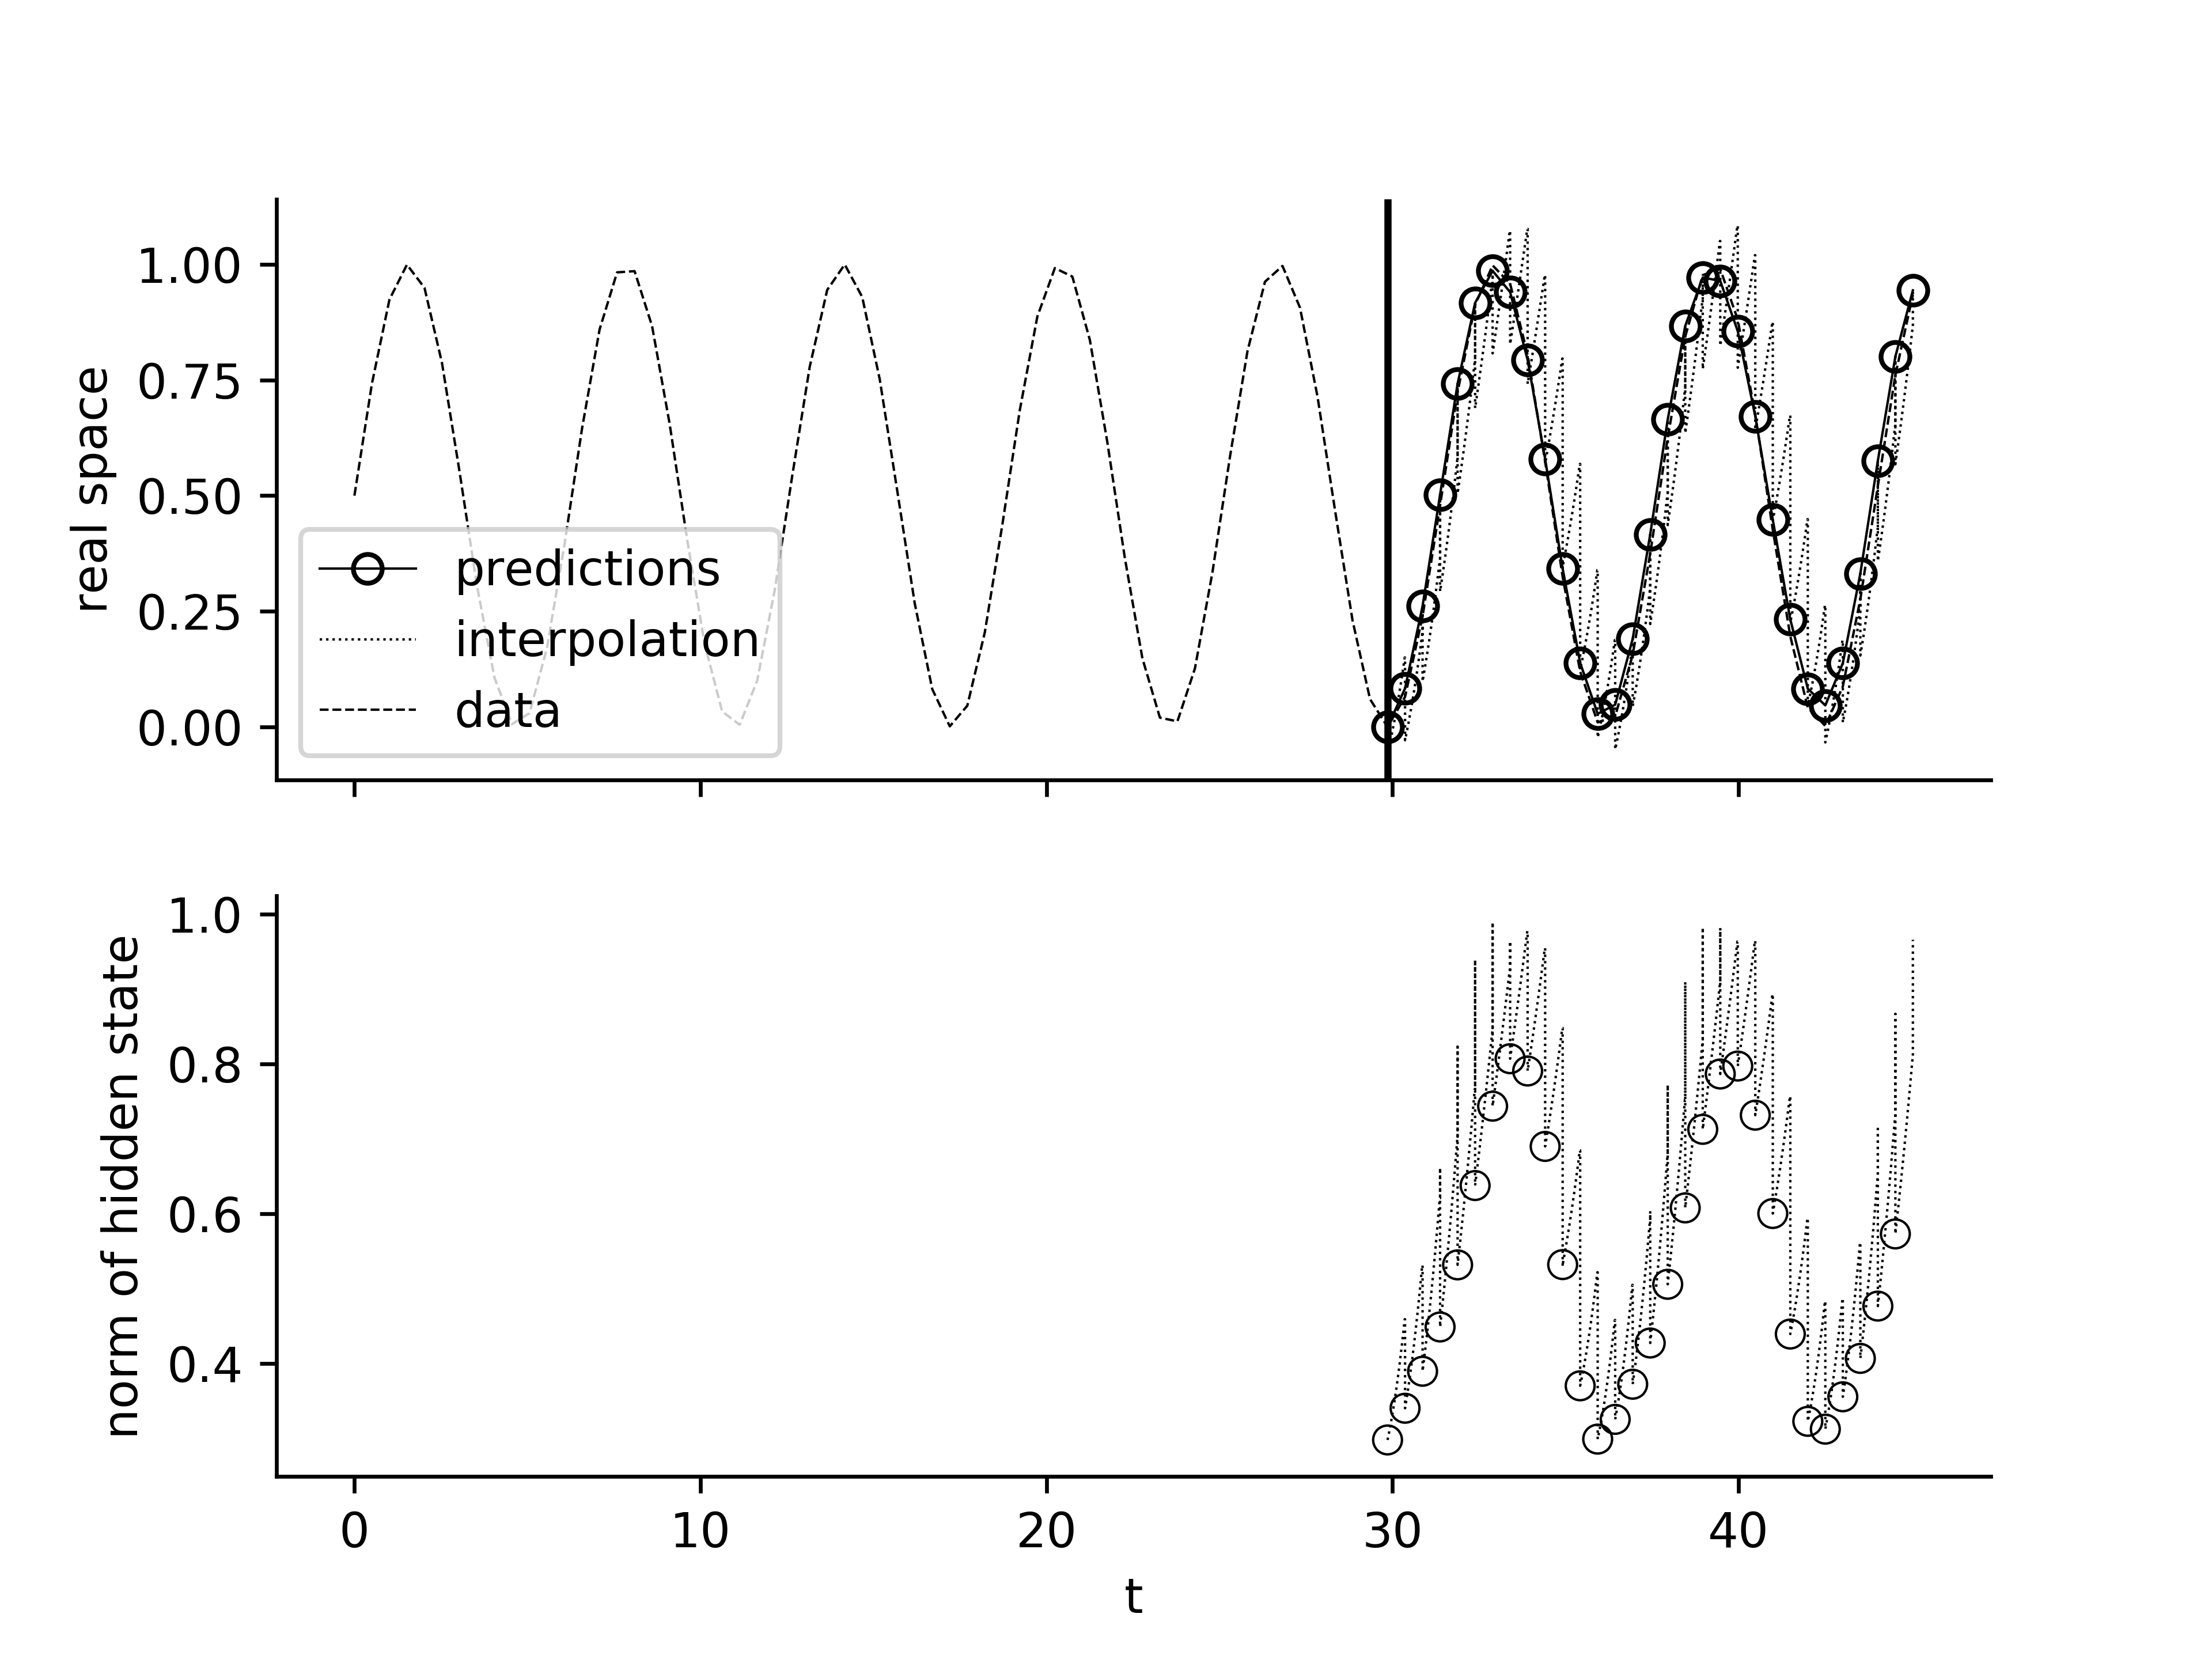 1.00
0.75
0.50
0.25
0.00
real space
predictions
interpolation
data
1.0
0.8
0.6
0.4
norm of hidden state
0 10 20 30 40
t